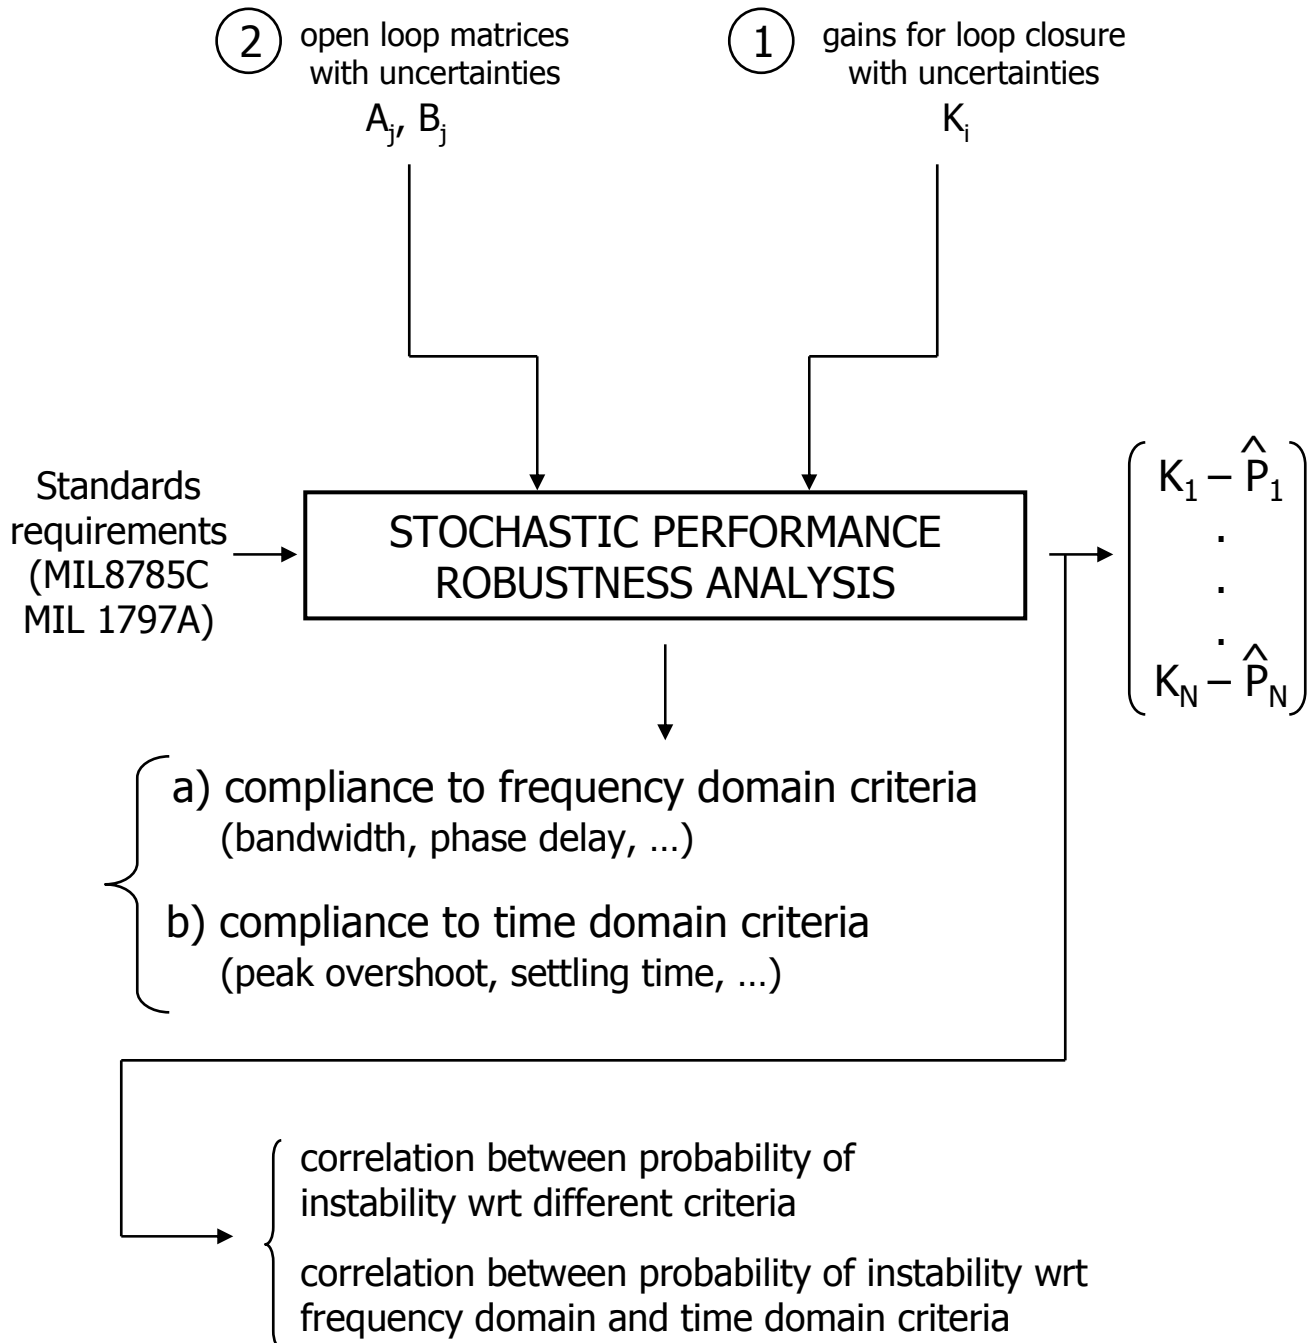 2 open loop matrices
with uncertainties
Aj, Bj
1 gains for loop closure
with uncertainties
Ki
Standards
requirements
(MIL8785C
MIL 1797A)
STOCHASTIC PERFORMANCE
ROBUSTNESS ANALYSIS
K1 – P̂1
.
.
.
KN – P̂N
a) compliance to frequency domain criteria
(bandwidth, phase delay, ...)
b) compliance to time domain criteria
(peak overshoot, settling time, ...)
correlation between probability of
instability wrt different criteria
correlation between probability of instability wrt
frequency domain and time domain criteria